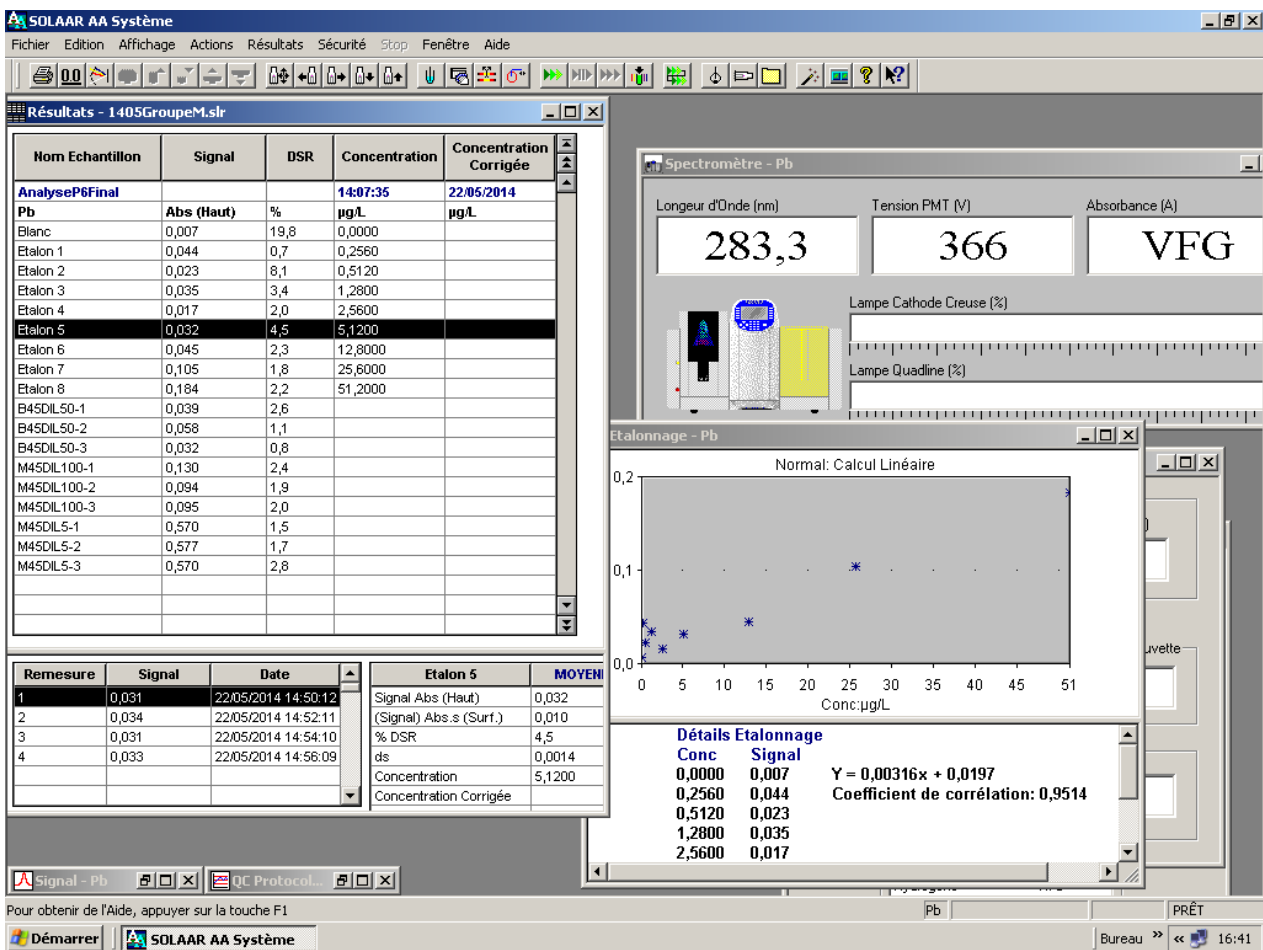 SOLAAR AA Système
Fichier Edition Affichage Actions Résultats Sécurité Stop Fenêtre Aide
Résultats - 1405GroupeM.slr
Nom Echantillon Signal DSR Concentration Concentration Corrigée
AnalyseP6Final 14:07:35 22/05/2014
Pb Abs (Haut) % µg/L µg/L
Blanc 0,007 19,8 0,0000
Etalon 1 0,044 0,7 0,2560
Etalon 2 0,023 8,1 0,5120
Etalon 3 0,035 3,4 1,2800
Etalon 4 0,017 2,0 2,5600
Etalon 5 0,032 4,5 5,1200
Etalon 6 0,045 2,3 12,8000
Etalon 7 0,105 1,8 25,6000
Etalon 8 0,184 2,2 51,2000
B45DIL50-1 0,039 2,6
B45DIL50-2 0,058 1,1
B45DIL50-3 0,032 0,8
M45DIL100-1 0,130 2,4
M45DIL100-2 0,094 1,9
M45DIL100-3 0,095 2,0
M45DIL5-1 0,570 1,5
M45DIL5-2 0,577 1,7
M45DIL5-3 0,570 2,8
Remesure Signal Date
1 0,031 22/05/2014 14:50:12
2 0,034 22/05/2014 14:52:11
3 0,031 22/05/2014 14:54:10
4 0,033 22/05/2014 14:56:09
Etalon 5 MOYEN
Signal Abs (Haut) 0,032
(Signal) Abs.s (Surf.) 0,010
% DSR 4,5
ds 0,0014
Concentration 5,1200
Concentration Corrigée
Spectromètre - Pb
Longeur d'Onde (nm) Tension PMT (V) Absorbance (A)
283,3 366 VFG
Lampe Cathode Creuse (%)
Lampe Quadline (%)
Etalonnage - Pb
Normal: Calcul Linéaire
0,2
0,1
0,0
0 5 10 15 20 25 30 35 40 45 51
Conc:µg/L
Détails Etalonnage
Conc Signal
0,0000 0,007 Y = 0,00316x + 0,0197
0,2560 0,044 Coefficient de corrélation: 0,9514
0,5120 0,023
1,2800 0,035
2,5600 0,017
uvette
Signal - Pb QC Protocol...
Pour obtenir de l'Aide, appuyer sur la touche F1 Pb PRÊT
Démarrer SOLAAR AA Système Bureau 16:41